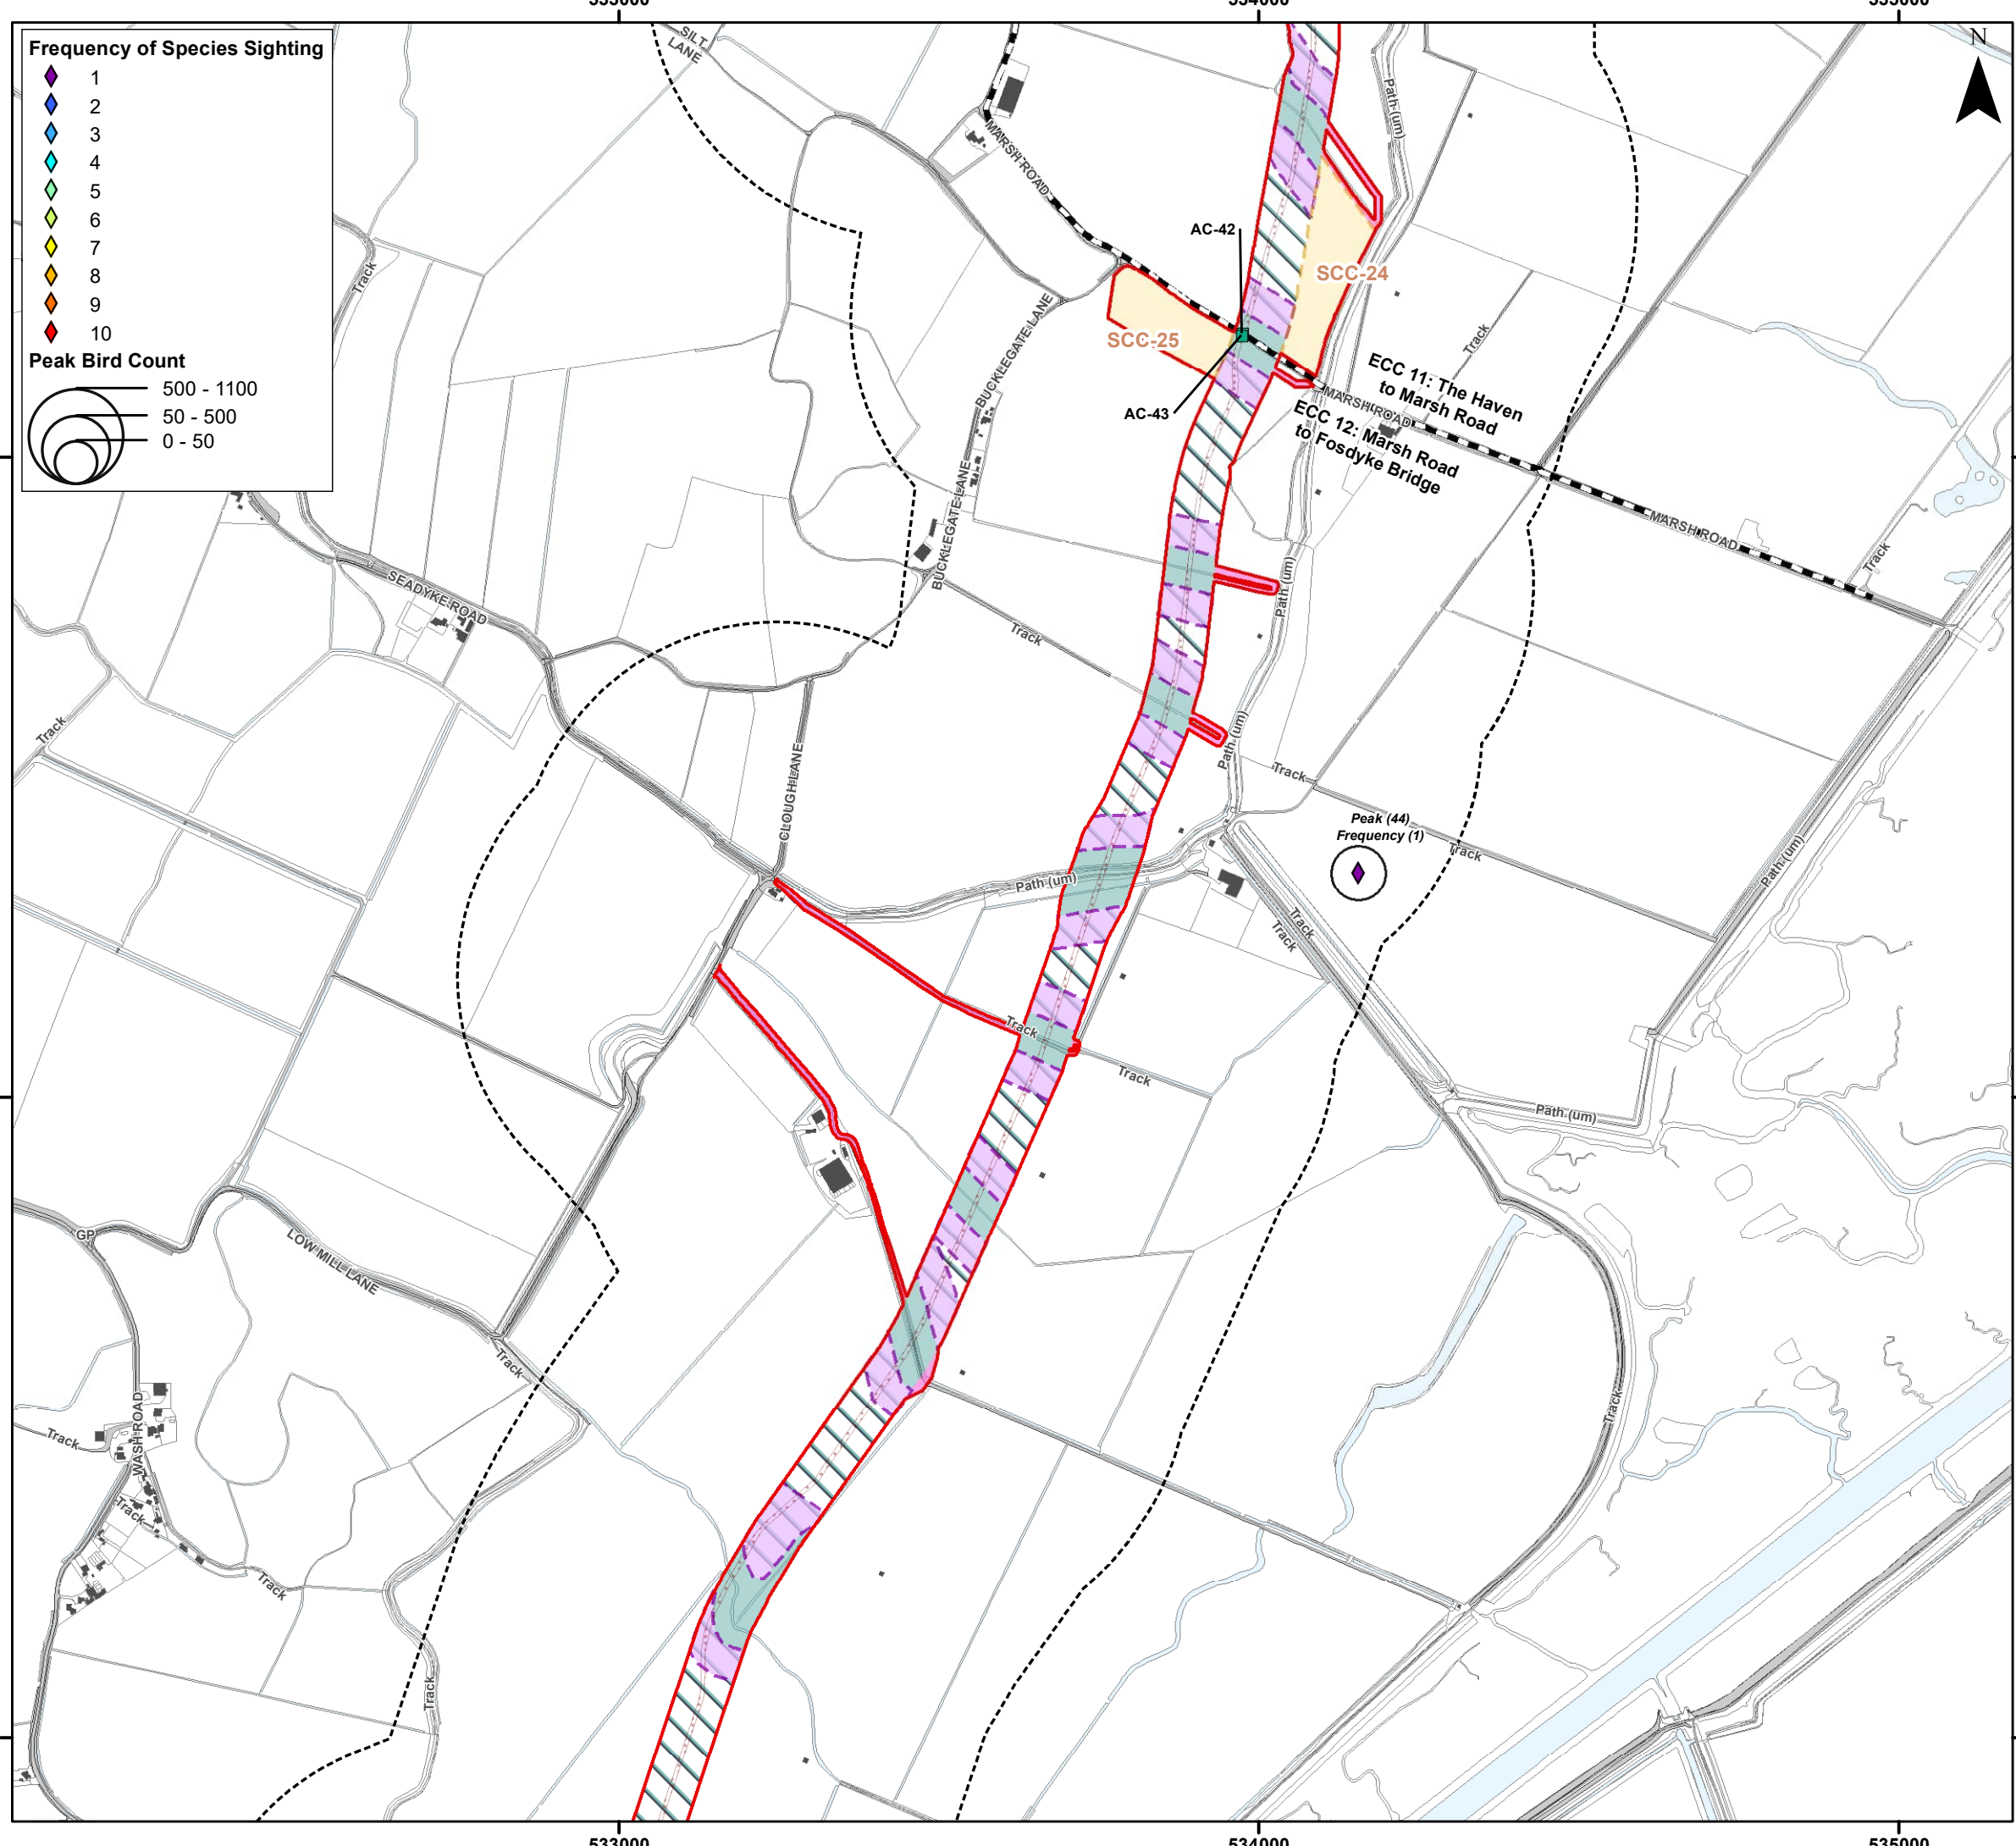 533000
534000
535000
Frequency of Species Sighting
1
2
3
4
5
6
7
8
9
10
Peak Bird Count
500 - 1100
50 - 500
0 - 50
N
SILT
LANE
MARSH ROAD
Path (um)
Track
AC-42
SCC-24
SCC-25
BUCKLEGATE LANE
AC-43
Track
ECC 11: The Haven
to Marsh Road
MARSH ROAD
ECC 12: Marsh Road
to Fosdyke Bridge
BUCKLEGATE LANE
MARSH ROAD
Track
SEADYKE ROAD
Path (um)
Track
Track
Path (um)
CLOUGH LANE
Track
Peak (44)
Frequency (1)
Track
Path (um)
Path (um)
Track
Track
Track
Track
Path (um)
GP
LOW MILL LANE
Track
Track
WASH ROAD
Track
Track
Track
Track
533000
534000
535000